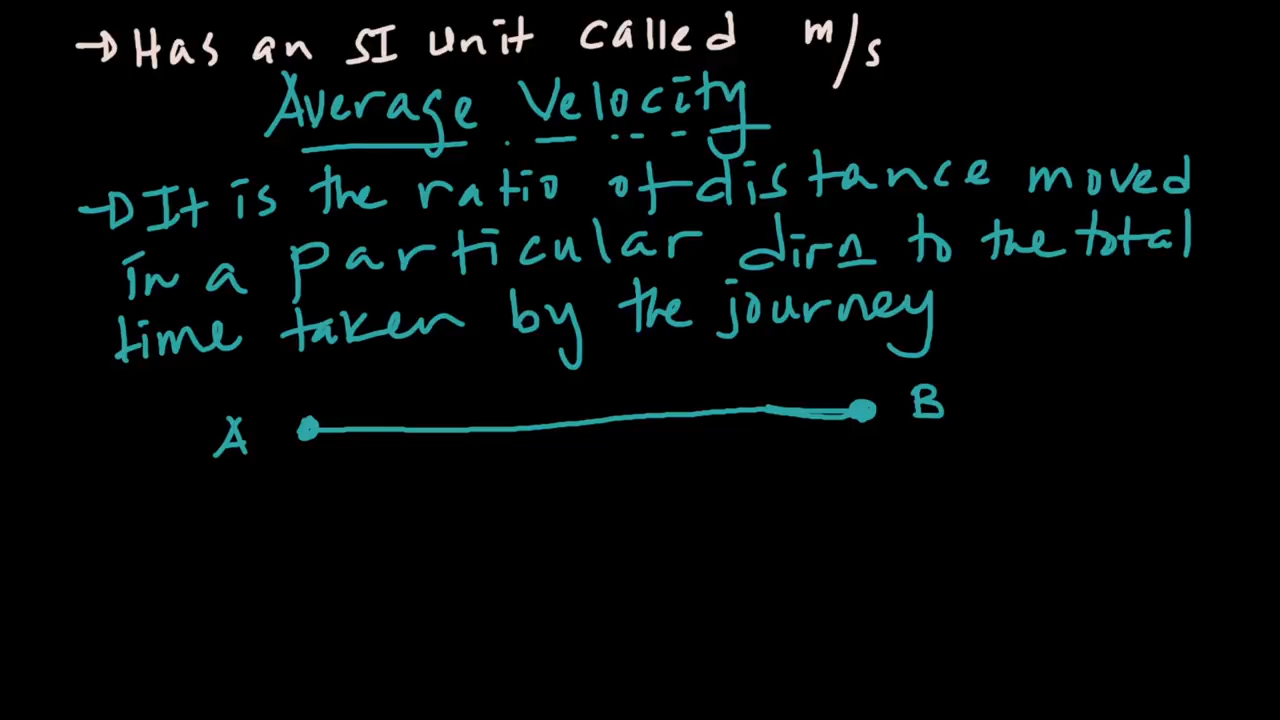 → Has an SI unit called m/s
Average Velocity
→ It is the ratio of distance moved
in a particular dirn to the total
time taken by the journey
A B